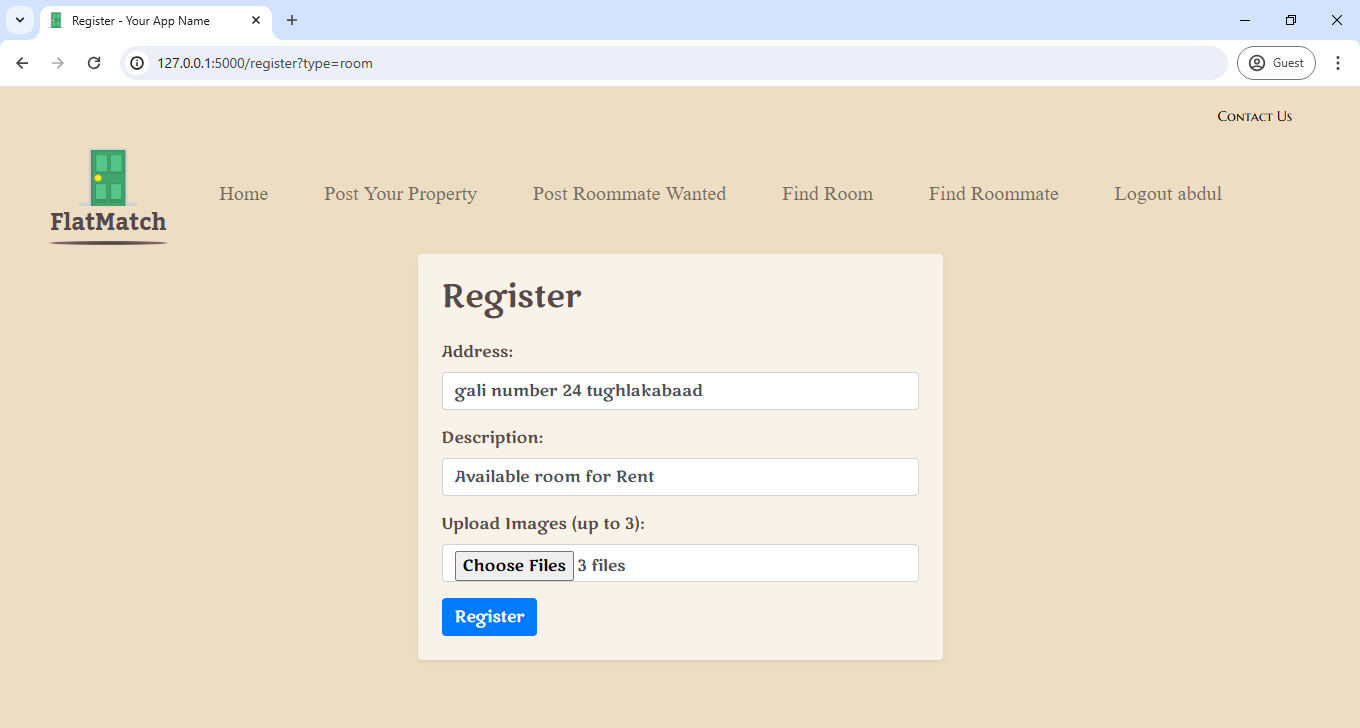 Register - Your App Name
127.0.0.1:5000/register?type=room
Guest
Contact Us
FlatMatch
Home
Post Your Property
Post Roommate Wanted
Find Room
Find Roommate
Logout abdul
Register
Address:
gali number 24 tughlakabaad
Description:
Available room for Rent
Upload Images (up to 3):
Choose Files 3 files
Register